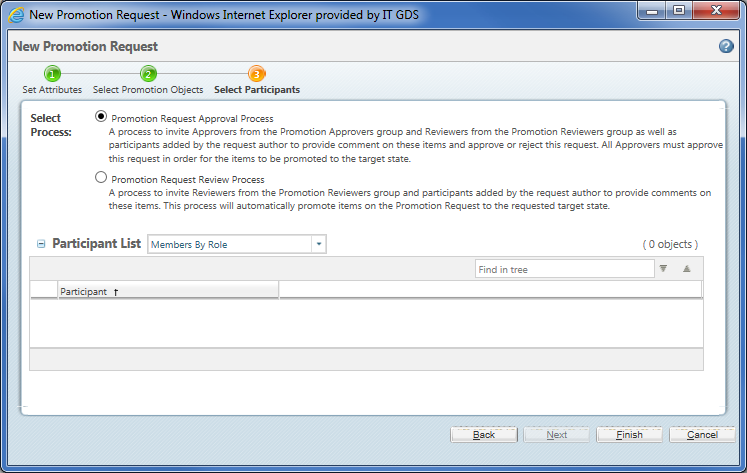 New Promotion Request - Windows Internet Explorer provided by IT GDS
New Promotion Request
?
1 2 3
Set Attributes Select Promotion Objects Select Participants
Select Process:
Promotion Request Approval Process
A process to invite Approvers from the Promotion Approvers group and Reviewers from the Promotion Reviewers group as well as
participants added by the request author to provide comment on these items and approve or reject this request. All Approvers must approve
this request in order for the items to be promoted to the target state.
Promotion Request Review Process
A process to invite Reviewers from the Promotion Reviewers group and participants added by the request author to provide comments on
these items. This process will automatically promote items on the Promotion Request to the requested target state.
Participant List Members By Role ( 0 objects )
Find in tree
Participant ↑
Back Next Finish Cancel